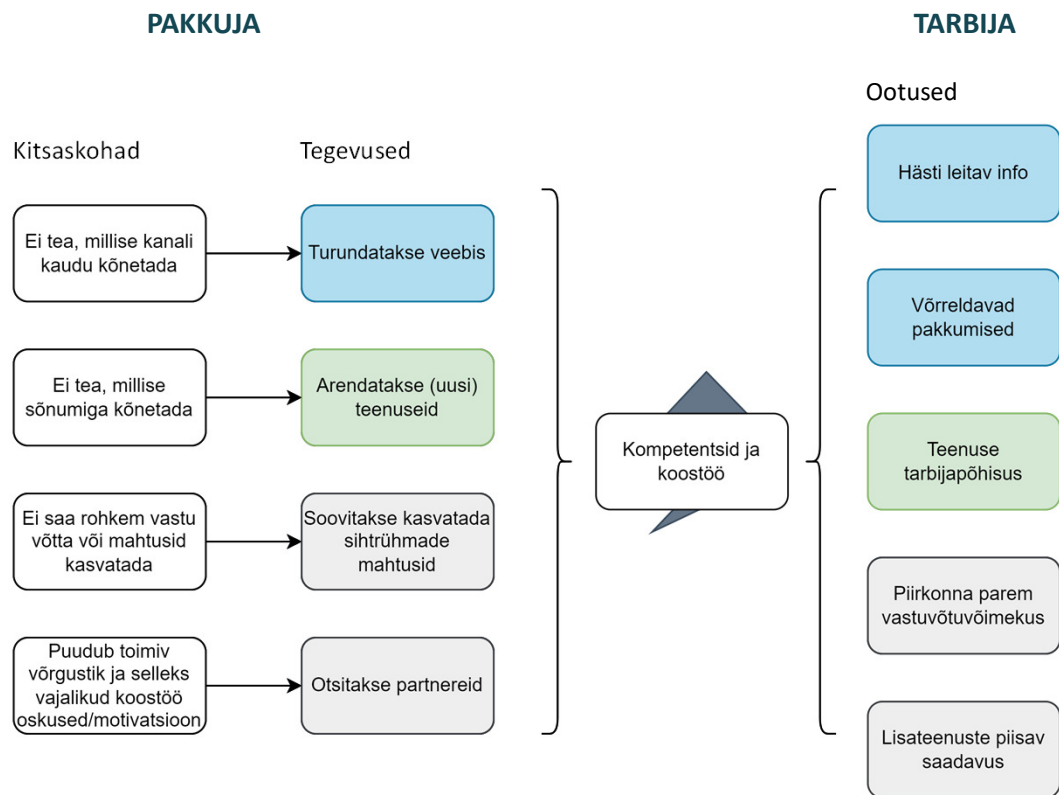 PAKKUJA
TARBIJA
Ootused
Kitsaskohad
Tegevused
Ei tea, millise kanali
kaudu kõnetada
Turundatakse veebis
Ei tea, millise
sõnumiga kõnetada
Arendatakse (uusi)
teenuseid
Ei saa rohkem vastu
võtta või mahtusid
kasvatada
Soovitakse kasvatada
sihtrühmade
mahtusid
Puudub toimiv
võrgustik ja selleks
vajalikud koostöö
oskused/motivatsioon
Otsitakse partnereid
Kompetentsid ja
koostöö
Hästi leitav info
Võrreldavad
pakkumised
Teenuse
tarbijapõhisus
Piirkonna parem
vastuvõtuvõimekus
Lisateenuste piisav
saadavus